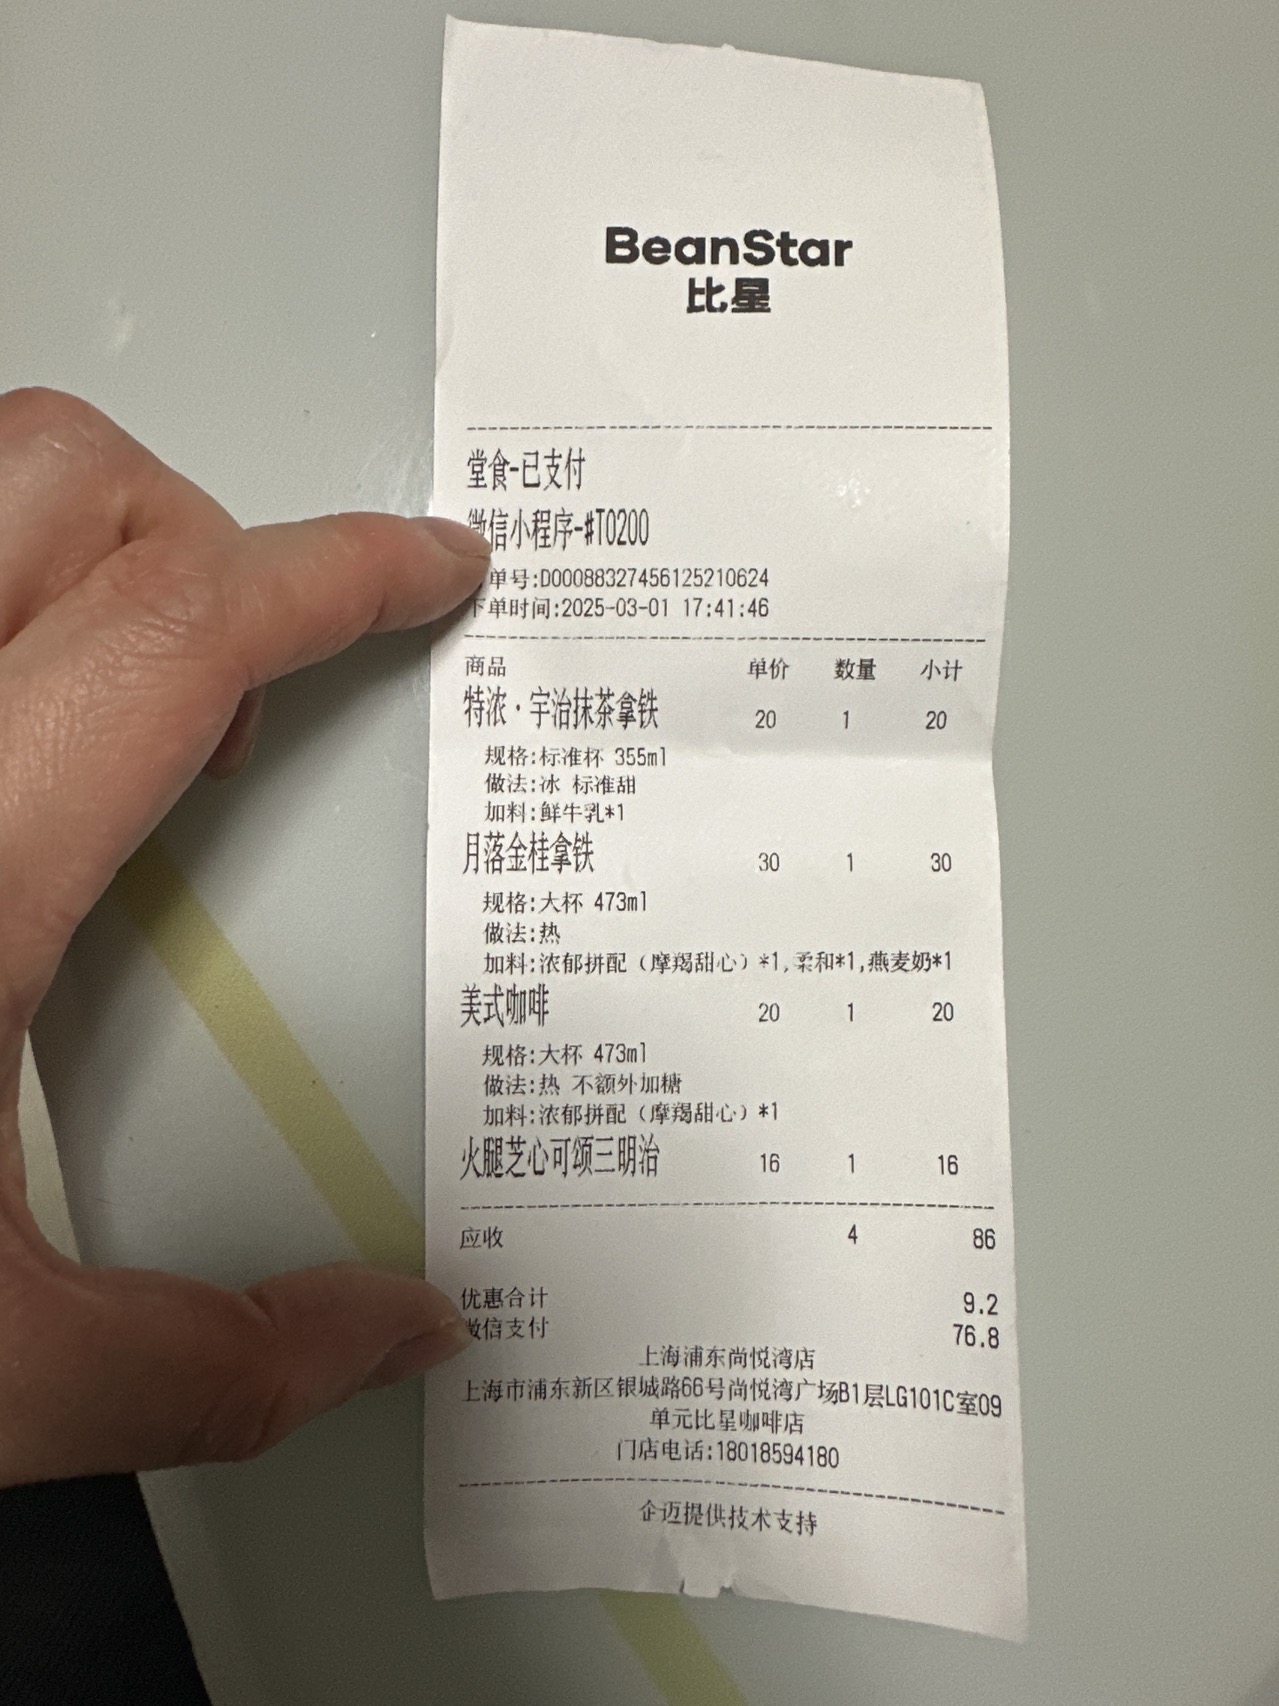 BeanStar
比星
堂食-已支付
微信小程序-#T0200
单号:D00088327456125210624
下单时间:2025-03-01 17:41:46
商品 单价 数量 小计
特浓·宇治抹茶拿铁 20 1 20
规格:标准杯 355ml
做法:冰 标准甜
加料:鲜牛乳*1
月落金桂拿铁 30 1 30
规格:大杯 473ml
做法:热
加料:浓郁拼配（摩羯甜心）*1,柔和*1,燕麦奶*1
美式咖啡 20 1 20
规格:大杯 473ml
做法:热 不额外加糖
加料:浓郁拼配（摩羯甜心）*1
火腿芝心可颂三明治 16 1 16
应收 4 86
优惠合计 9.2
微信支付 76.8
上海浦东尚悦湾店
上海市浦东新区银城路66号尚悦湾广场B1层LG101C室09
单元比星咖啡店
门店电话:18018594180
企迈提供技术支持